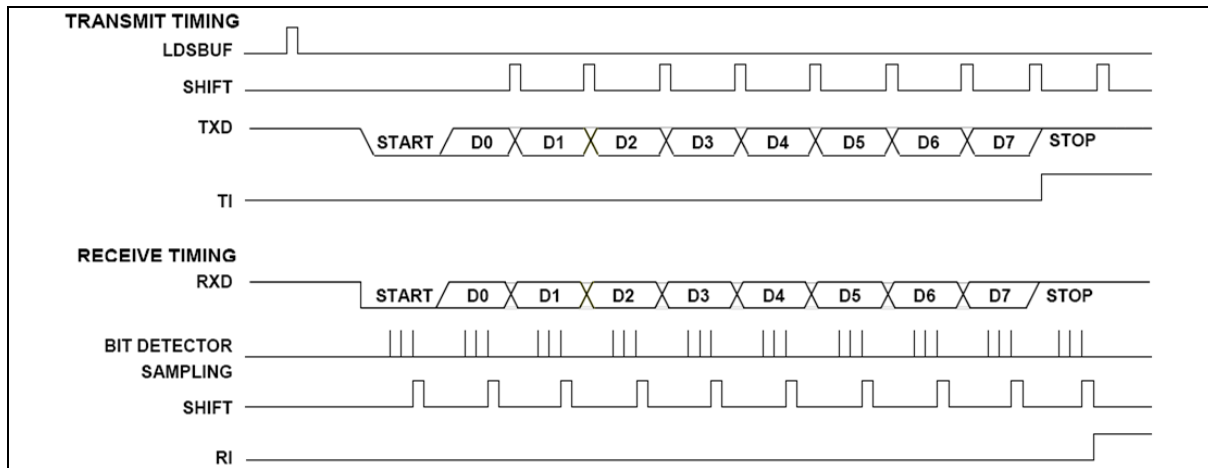 TRANSMIT TIMING
LDSBUF
SHIFT
TXD START D0 D1 D2 D3 D4 D5 D6 D7 STOP
TI
RECEIVE TIMING
RXD START D0 D1 D2 D3 D4 D5 D6 D7 STOP
BIT DETECTOR
SAMPLING
SHIFT
RI